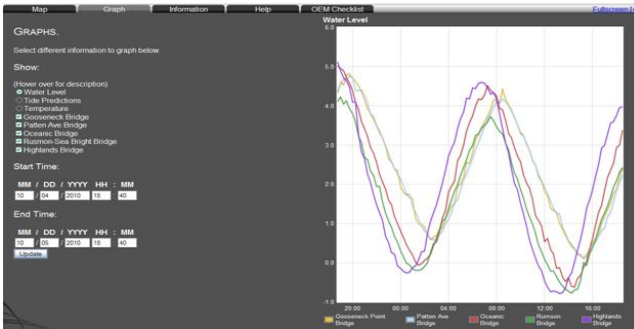 Map Graph Information Help OEM Checklist
GRAPHS.
Select different information to graph below.
Show:
(Hover over for description)
Water Level
Tide Predictions
Temperature
Gooseneck Bridge
Patten Ave Bridge
Oceanic Bridge
Rusmon-Sea Bright Bridge
Highlands Bridge
Start Time:
MM / DD / YYYY HH : MM
10 / 04 / 2010 18 : 40
End Time:
MM / DD / YYYY HH : MM
10 / 05 / 2010 18 : 40
Update
Fullscreen
Water Level
6.0
5.0
4.0
3.0
2.0
1.0
0.0
-1.0
20:00 00:00 04:00 08:00 12:00 16:00
Gooseneck Point Bridge
Patten Ave Bridge
Oceanic Bridge
Rumson Bridge
Highlands Bridge